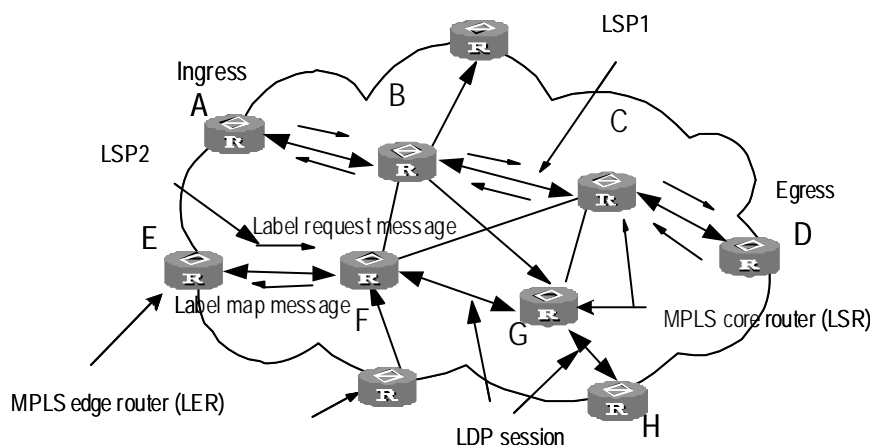 LSP1
R
Ingress
B
A
C
R
LSP2
R
R
Egress
Label request message
E
D
R
R
R
Label map message
F
G
R
MPLS core router (LSR)
MPLS edge router (LER)
R
R
H
LDP session